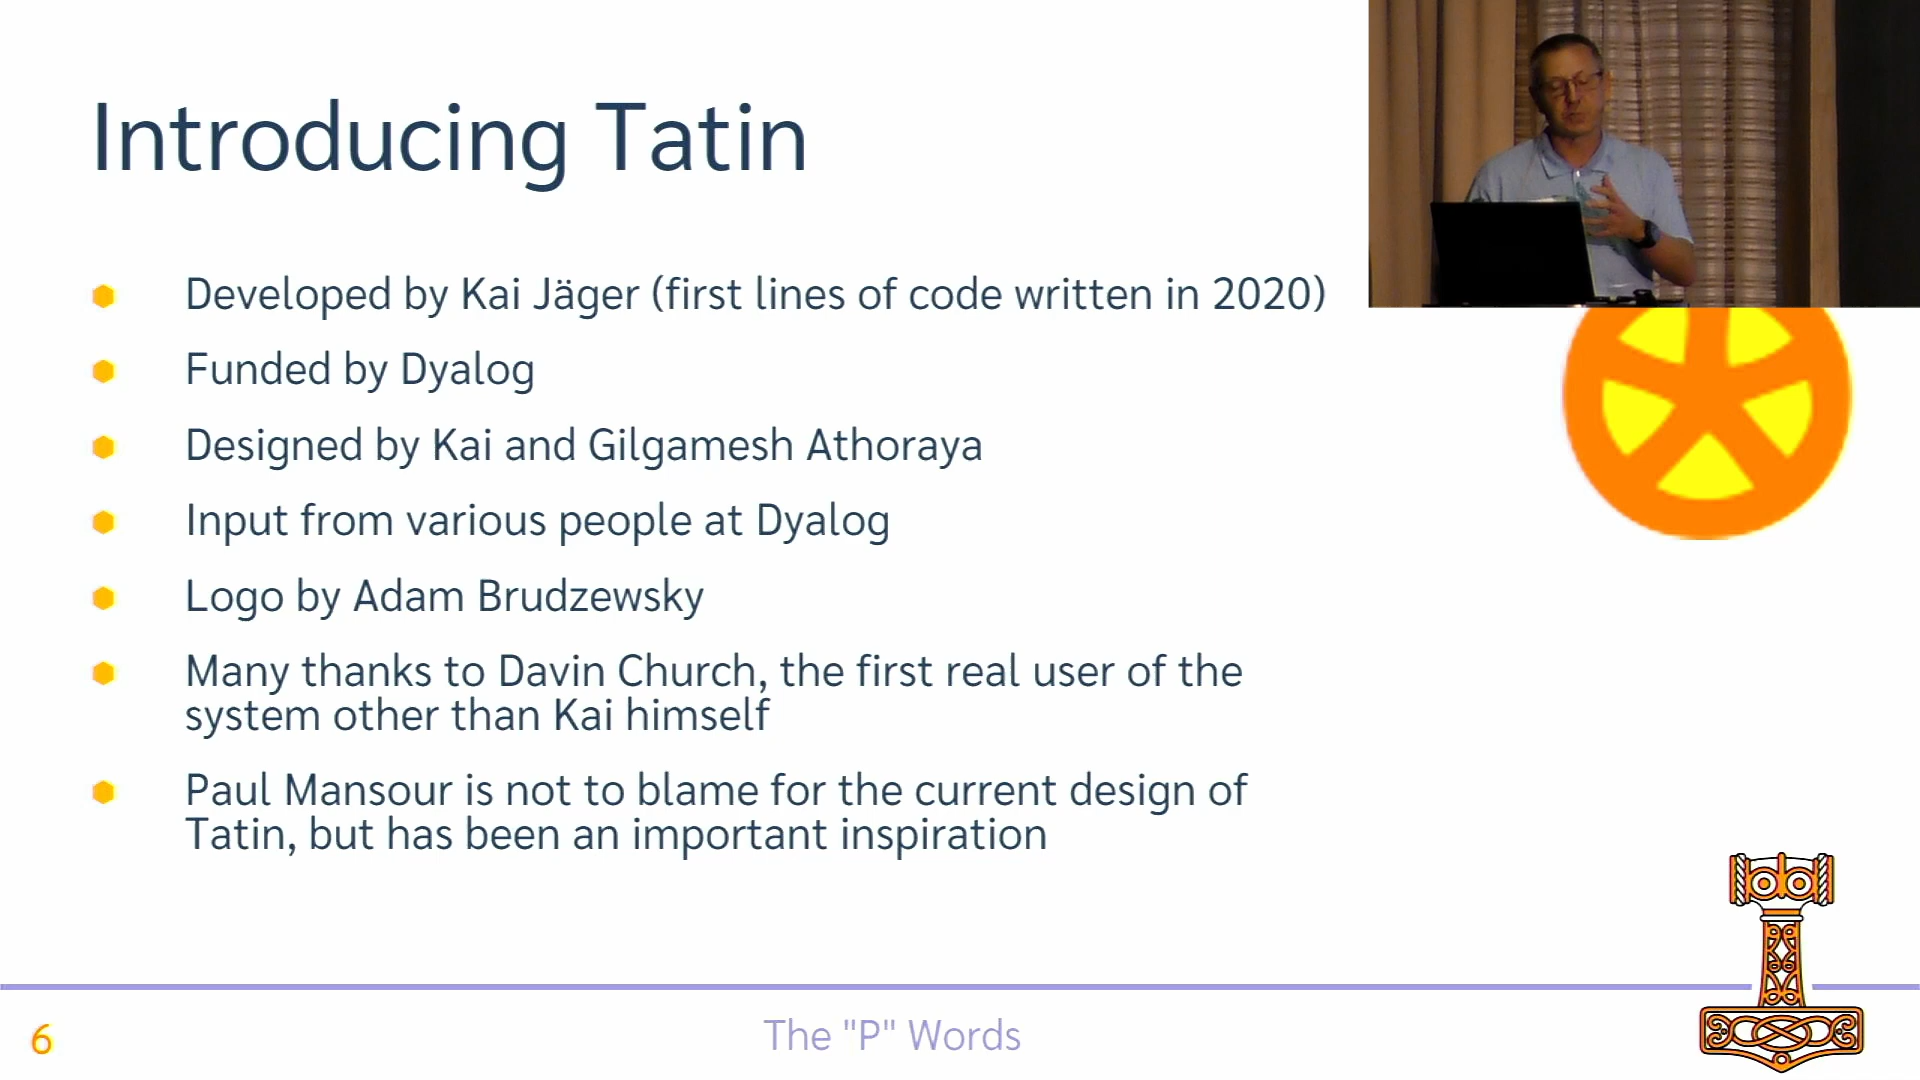 Introducing Tatin
Developed by Kai Jäger (first lines of code written in 2020)
Funded by Dyalog
Designed by Kai and Gilgamesh Athoraya
Input from various people at Dyalog
Logo by Adam Brudzewsky
Many thanks to Davin Church, the first real user of the
system other than Kai himself
Paul Mansour is not to blame for the current design of
Tatin, but has been an important inspiration
6
The "P" Words